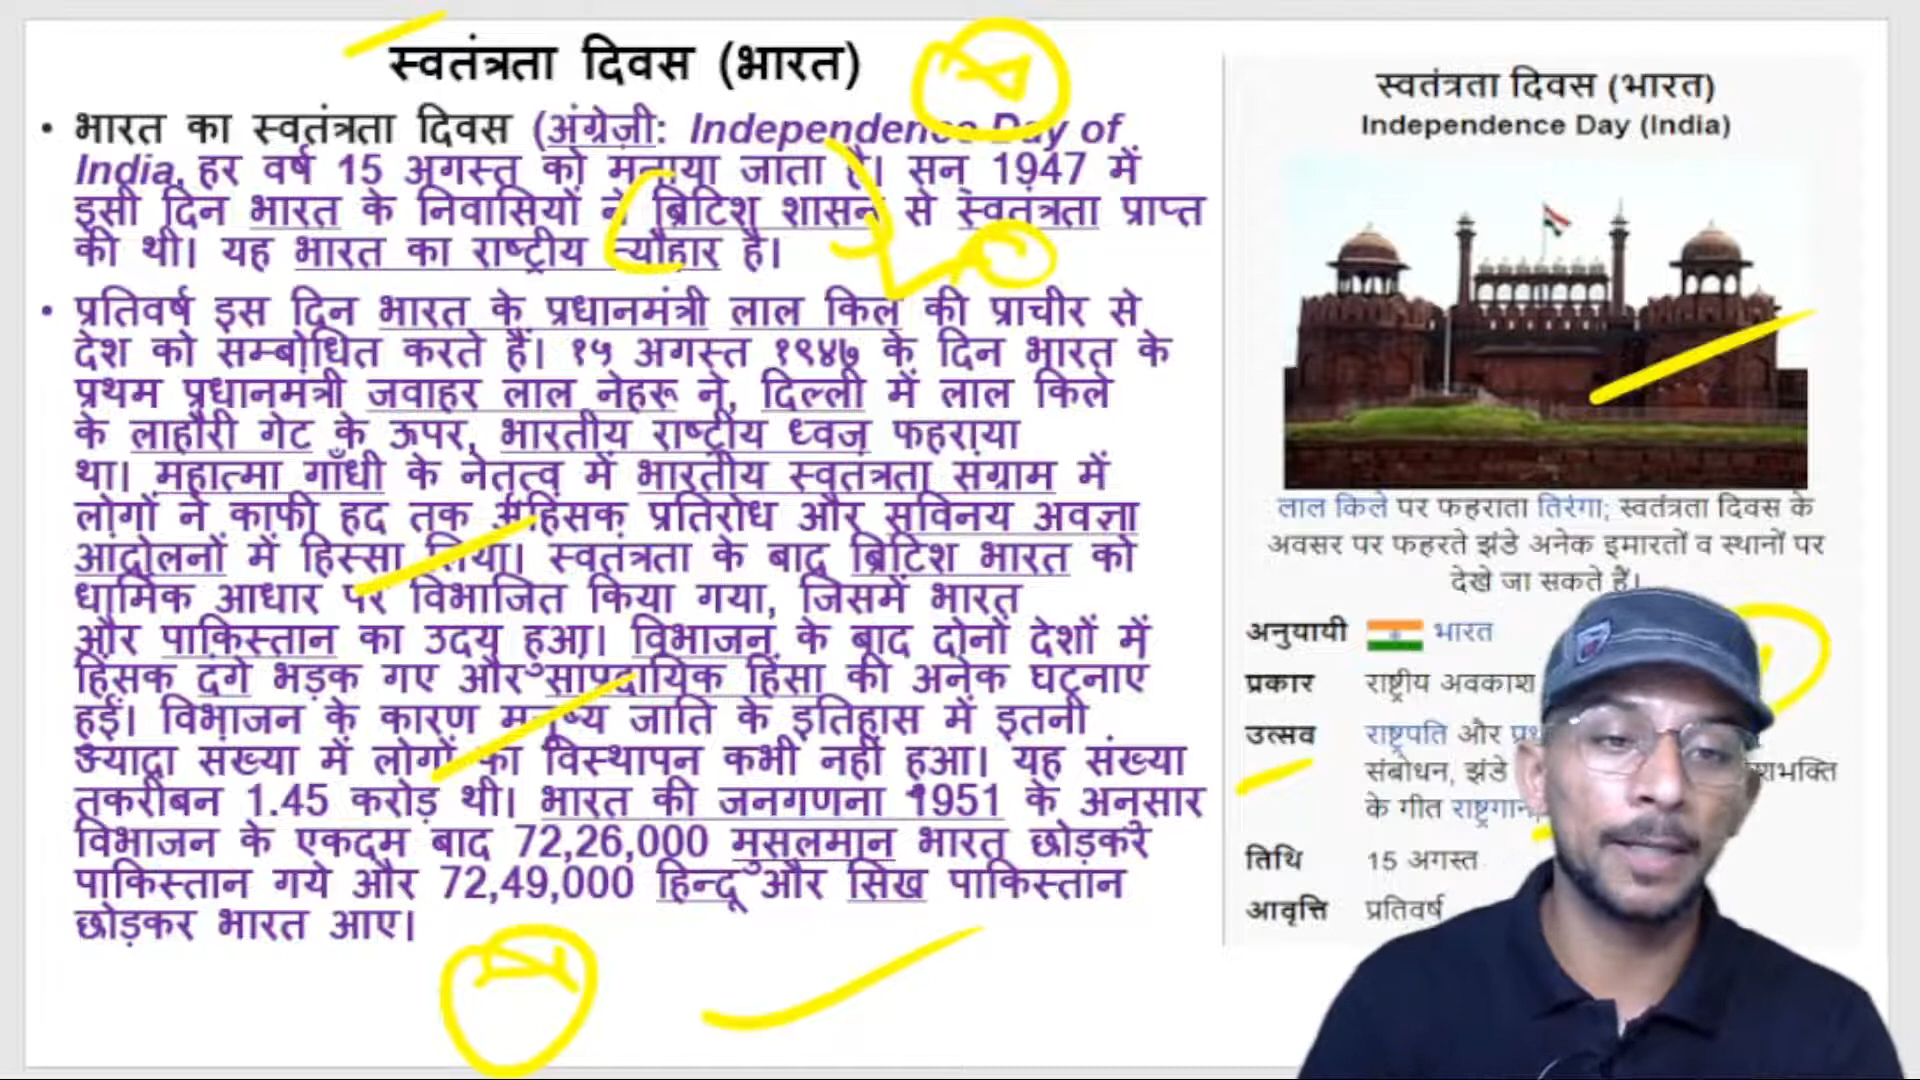 स्वतंत्रता दिवस (भारत)
• भारत का स्वतंत्रता दिवस (अंग्रेज़ी: Independence Day of
India, हर वर्ष 15 अगस्त को मनाया जाता है। सन् 1947 में
इसी दिन भारत के निवासियों ने ब्रिटिश शासन से स्वतंत्रता प्राप्त
की थी। यह भारत का राष्ट्रीय त्यौहार है।
• प्रतिवर्ष इस दिन भारत के प्रधानमंत्री लाल किले की प्राचीर से
देश को सम्बोधित करते हैं। १५ अगस्त १९४७ के दिन भारत के
प्रथम प्रधानमंत्री जवाहर लाल नेहरू ने, दिल्ली में लाल किले
के लाहौरी गेट के ऊपर, भारतीय राष्ट्रीय ध्वज फहराया
था। महात्मा गाँधी के नेतृत्व में भारतीय स्वतंत्रता संग्राम में
लोगों ने काफी हद तक अहिंसक प्रतिरोध और सविनय अवज्ञा
आंदोलनों में हिस्सा लिया। स्वतंत्रता के बाद ब्रिटिश भारत को
धार्मिक आधार पर विभाजित किया गया, जिसमें भारत
और पाकिस्तान का उदय हुआ। विभाजन के बाद दोनों देशों में
हिंसक दंगे भड़क गए और सांप्रदायिक हिंसा की अनेक घटनाएं
हुईं। विभाजन के कारण मनुष्य जाति के इतिहास में इतनी
ज्यादा संख्या में लोगों का विस्थापन कभी नहीं हुआ। यह संख्या
तकरीबन 1.45 करोड़ थी। भारत की जनगणना 1951 के अनुसार
विभाजन के एकदम बाद 72,26,000 मुसलमान भारत छोड़कर
पाकिस्तान गये और 72,49,000 हिन्दू और सिख पाकिस्तान
छोड़कर भारत आए।
स्वतंत्रता दिवस (भारत)
Independence Day (India)
लाल किले पर फहराता तिरंगा; स्वतंत्रता दिवस के
अवसर पर फहरते झंडे अनेक इमारतों व स्थानों पर
देखे जा सकते हैं।
अनुयायी भारत
प्रकार राष्ट्रीय अवकाश
उत्सव राष्ट्रपति और
संबोधन, झंडे
के गीत राष्ट्रगान
तिथि 15 अगस्त
आवृत्ति प्रतिवर्ष